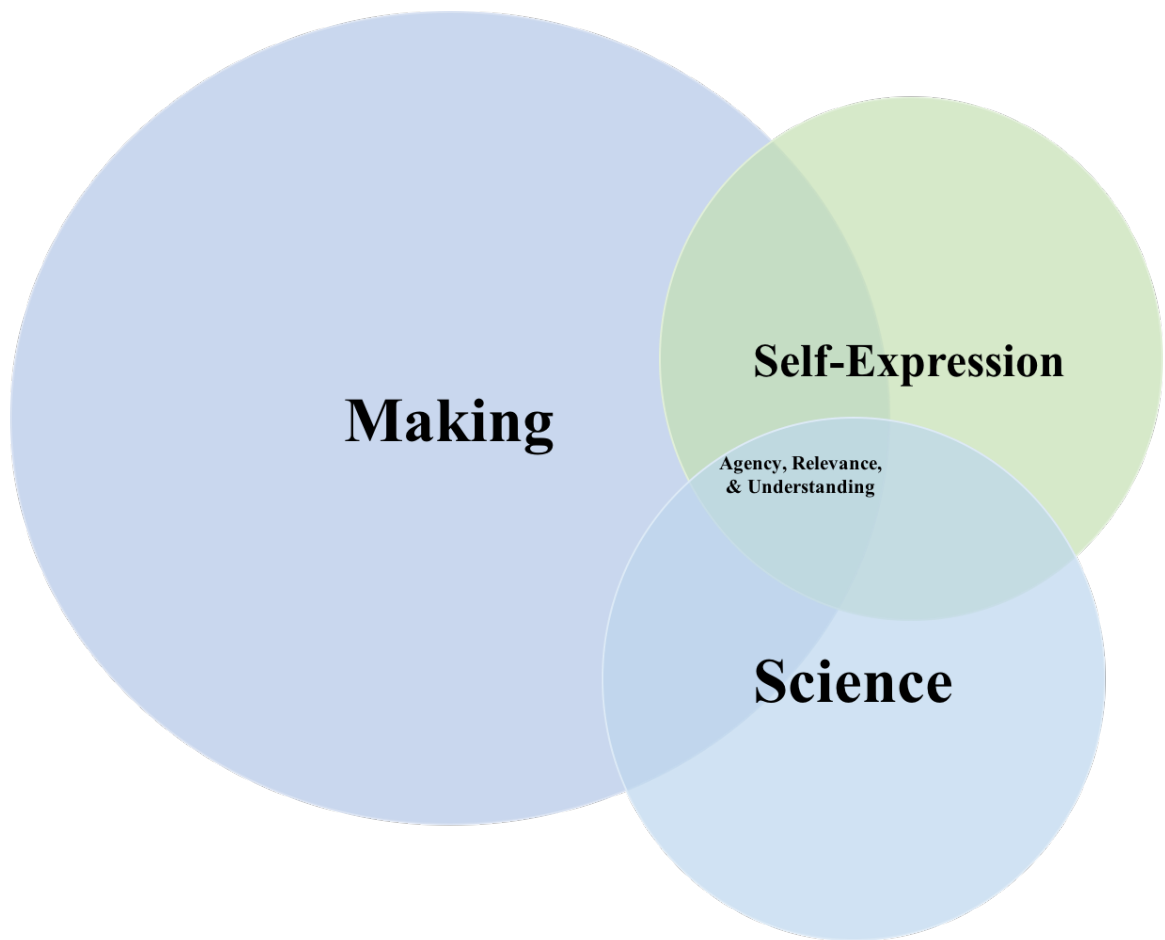 Self-Expression
Making
Agency, Relevance,
& Understanding
Science